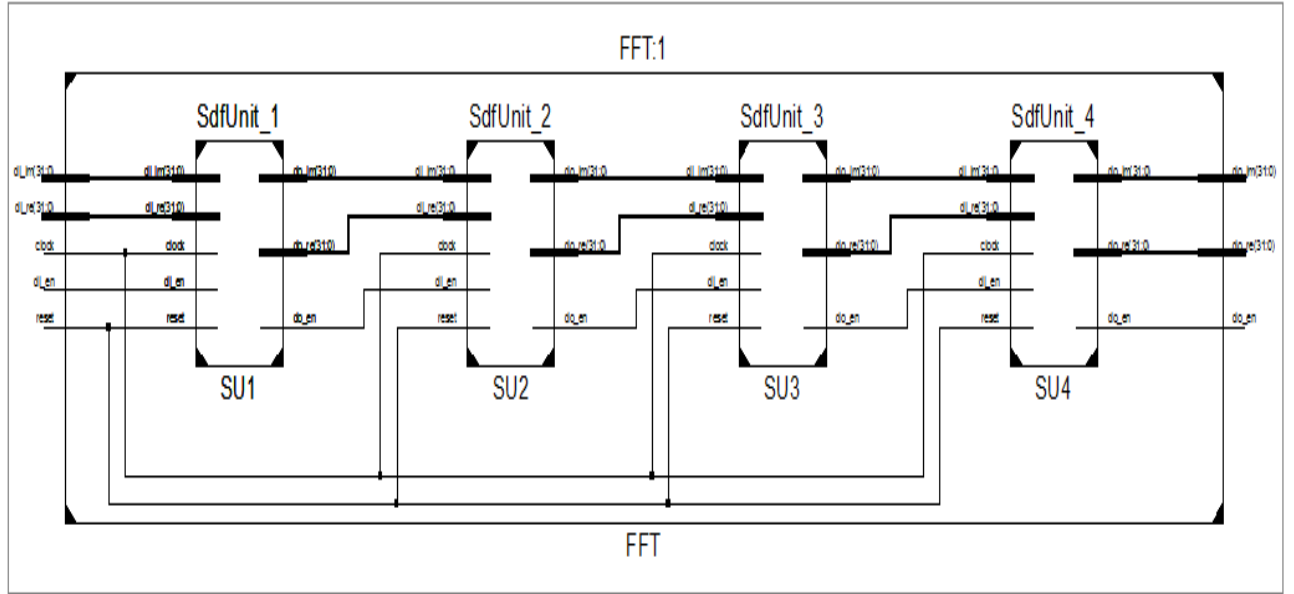 FFT:1
SdfUnit_1 SdfUnit_2 SdfUnit_3 SdfUnit_4
di_im(31:0) di_im(31:0) do_im(31:0) di_im(31:0) do_im(31:0) di_im(31:0) do_im(31:0) di_im(31:0) do_im(31:0) do_im(31:0)
di_re(31:0) di_re(31:0) di_re(31:0) di_re(31:0) di_re(31:0)
clock clock do_re(31:0) clock do_re(31:0) clock do_re(31:0) clock do_re(31:0) do_re(31:0)
di_en di_en di_en di_en di_en
reset reset do_en reset do_en reset do_en reset do_en do_en
SU1 SU2 SU3 SU4
FFT